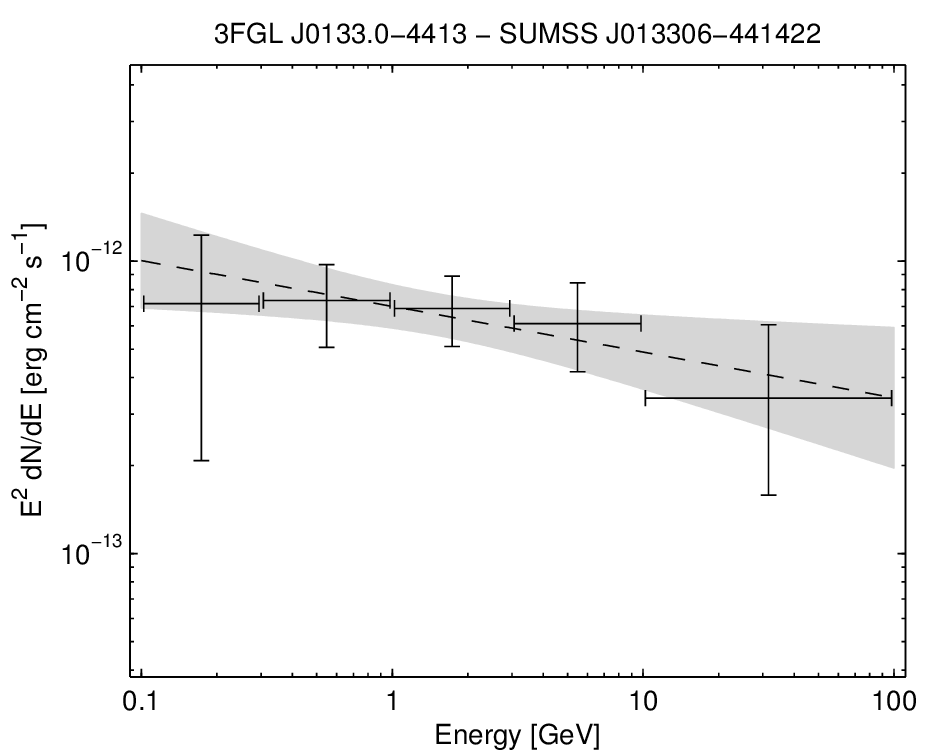 3FGL J0133.0−4413 − SUMSS J013306−441422
E² dN/dE [erg cm⁻² s⁻¹]
10⁻¹²
10⁻¹³
0.1 1 10 100
Energy [GeV]